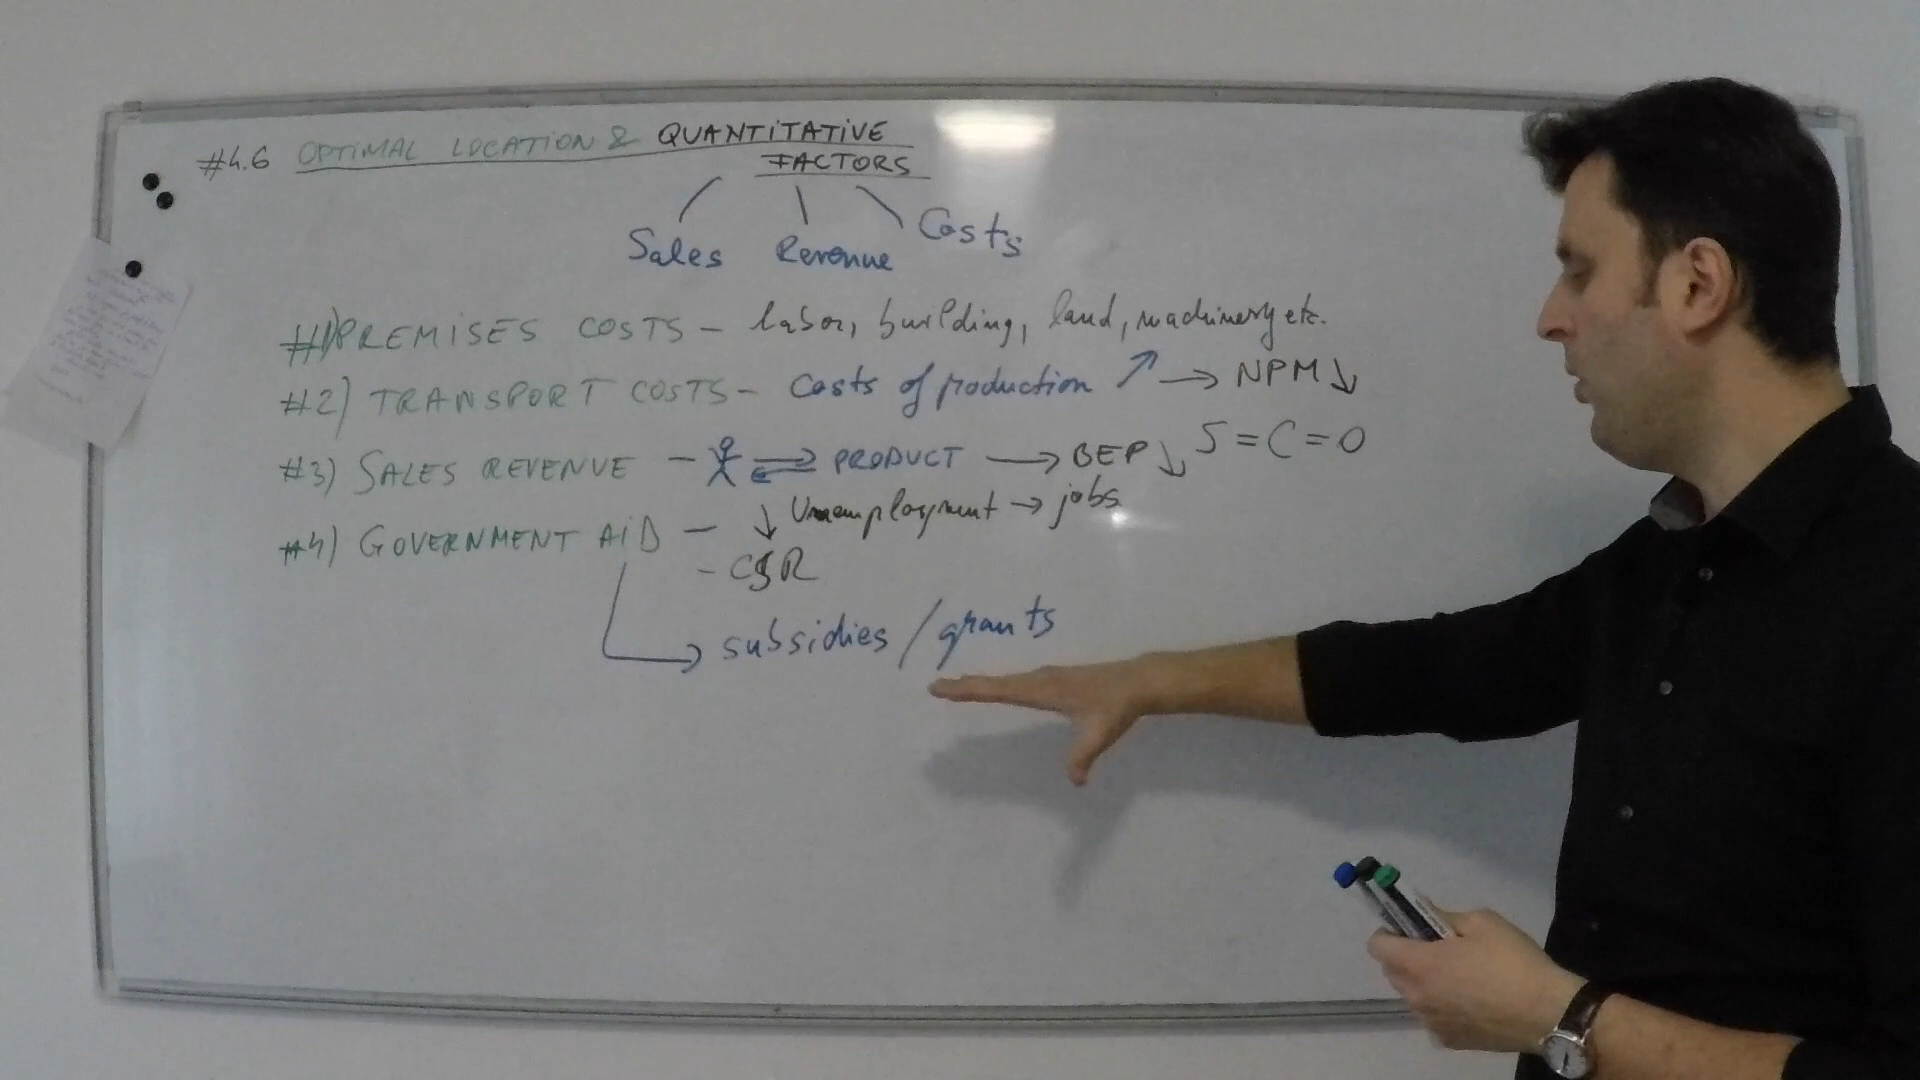 #4.6 OPTIMAL LOCATION & QUANTITATIVE
FACTORS
Sales Revenue Costs
#1) PREMISES COSTS – labor, building, land, machinery etc.
#2) TRANSPORT COSTS – Costs of production ↗ → NPM ↓
#3) SALES REVENUE – ⇄ PRODUCT → BEP ↓ S = C = 0
#4) GOVERNMENT AID – ↓ Unemployment → jobs
- CSR
→ subsidies / grants